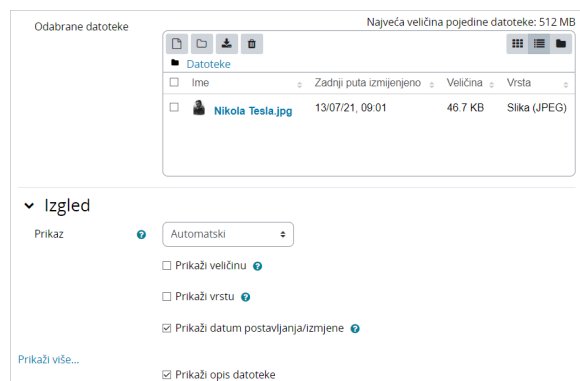 Odabrane datoteke
Najveća veličina pojedine datoteke: 512 MB
Datoteke
Ime Zadnji puta izmijenjeno Veličina Vrsta
Nikola Tesla.jpg 13/07/21, 09:01 46.7 KB Slika (JPEG)
Izgled
Prikaz Automatski
Prikaži veličinu
Prikaži vrstu
Prikaži datum postavljanja/izmjene
Prikaži više...
Prikaži opis datoteke